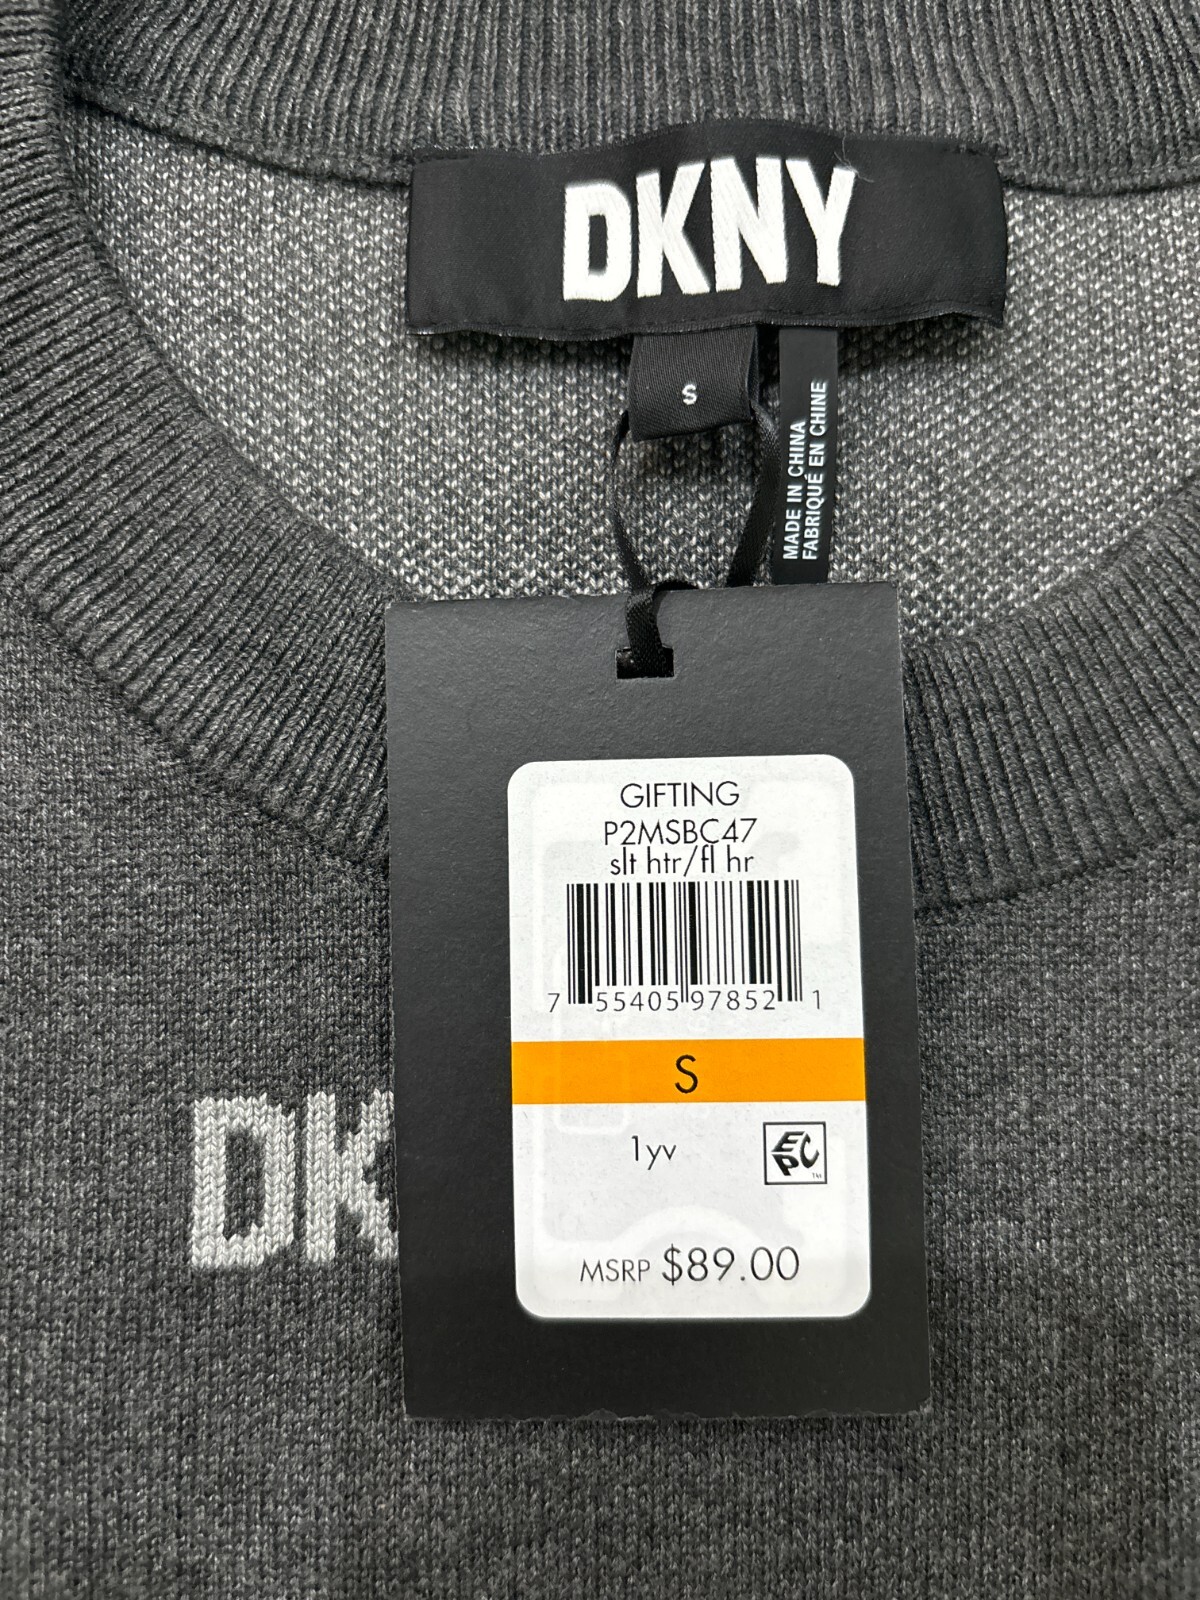 DKNY
S
MADE IN CHINA
FABRIQUÉ EN CHINE
GIFTING
P2MSBC47
slt htr/fl hr
7 55405 97852 1
S
1yv
EPC
TM
MSRP $89.00
DK